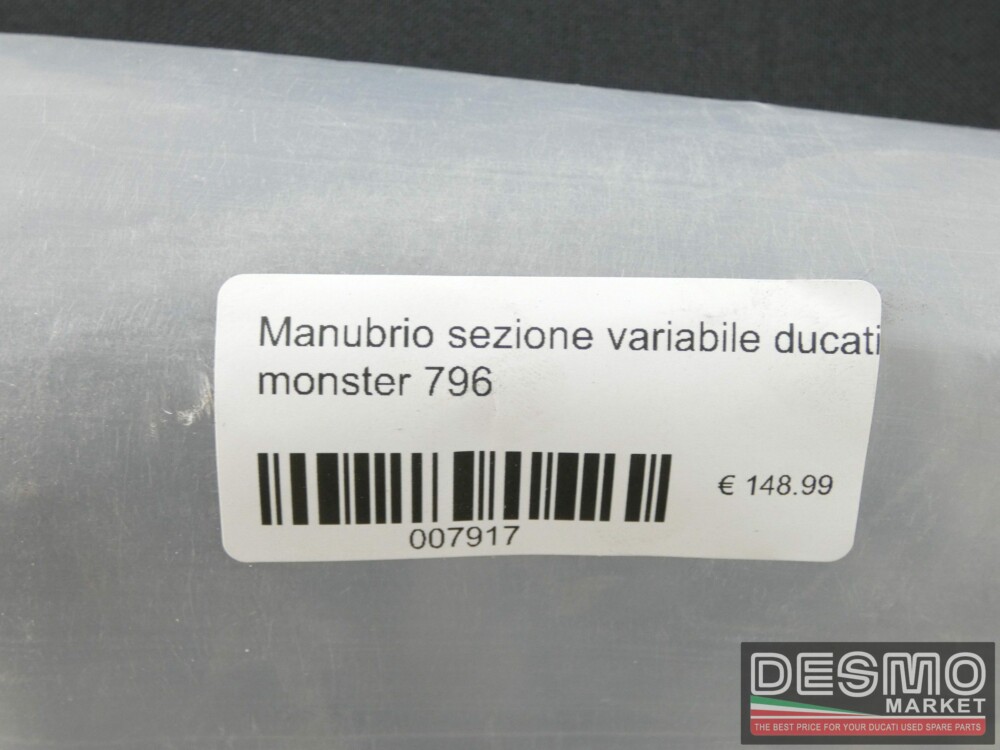 Manubrio sezione variabile ducati
monster 796
€ 148.99
007917
DESMO
MARKET
THE BEST PRICE FOR YOUR DUCATI USED SPARE PARTS